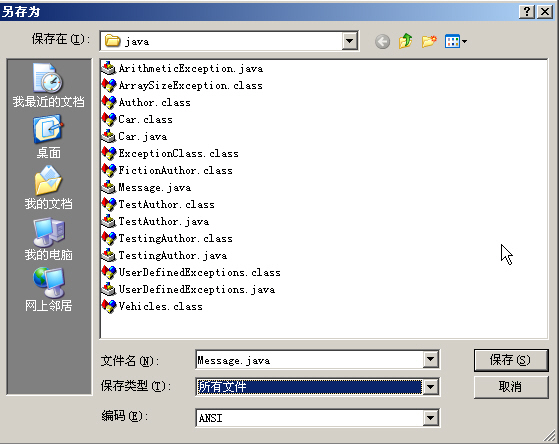 另存为
保存在(I):
java
我最近的文档
桌面
我的文档
我的电脑
网上邻居
ArithmeticException.java
ArraySizeException.class
Author.class
Car.class
Car.java
ExceptionClass.class
FictionAuthor.class
Message.java
TestAuthor.class
TestAuthor.java
TestingAuthor.class
TestingAuthor.java
UserDefinedExceptions.class
UserDefinedExceptions.java
Vehicles.class
文件名(N):
Message.java
保存(S)
保存类型(T):
所有文件
取消
编码(E):
ANSI